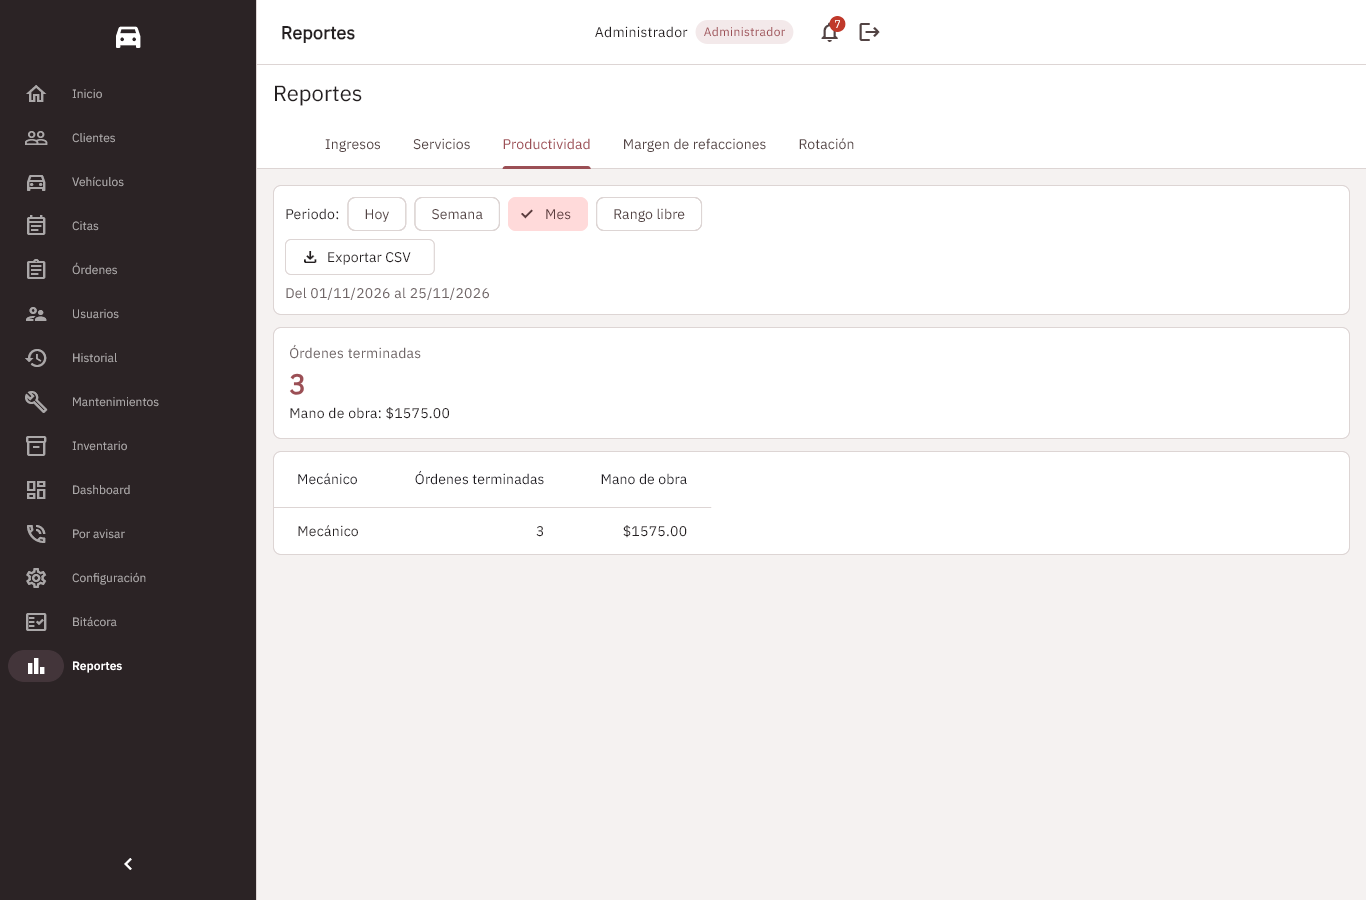 Reportes
Administrador
Administrador
7
Inicio
Clientes
Vehículos
Citas
Órdenes
Usuarios
Historial
Mantenimientos
Inventario
Dashboard
Por avisar
Configuración
Bitácora
Reportes
Reportes
Ingresos
Servicios
Productividad
Margen de refacciones
Rotación
Periodo:
Hoy
Semana
Mes
Rango libre
Exportar CSV
Del 01/11/2026 al 25/11/2026
Órdenes terminadas
3
Mano de obra: $1575.00
Mecánico Órdenes terminadas Mano de obra
Mecánico 3 $1575.00